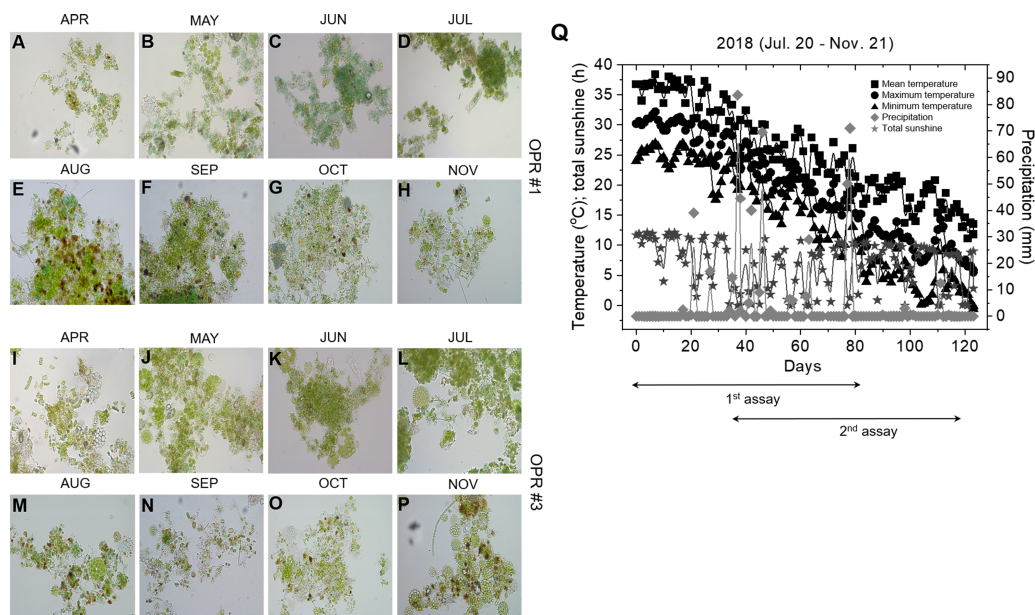 APR MAY JUN JUL
A B C D
AUG SEP OCT NOV
E F G H
OPR #1
APR MAY JUN JUL
I J K L
AUG SEP OCT NOV
M N O P
OPR #3
Q
2018 (Jul. 20 - Nov. 21)
Temperature (°C); total sunshine (h)
40
35
30
25
20
15
10
5
0
Mean temperature
Maximum temperature
Minimum temperature
Precipitation
Total sunshine
90
80
70
60
50
40
30
20
10
0
Precipitation (mm)
0 20 40 60 80 100 120
Days
1st assay
2nd assay